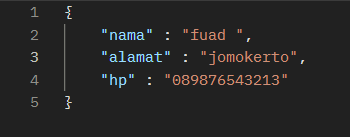 1 {
2 "nama" : "fuad ",
3 "alamat" : "jomokerto",
4 "hp" : "089876543213"
5 }